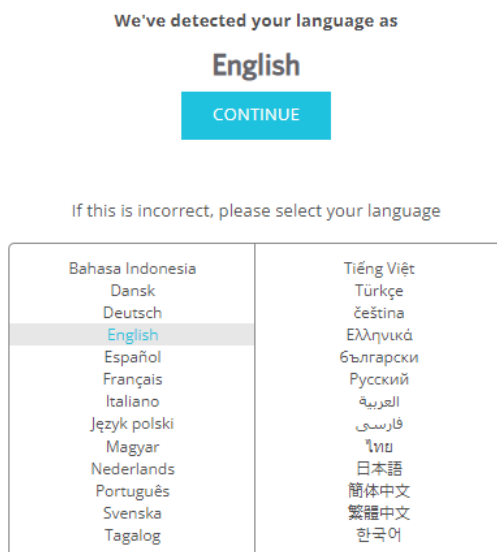 We've detected your language as
English
CONTINUE
If this is incorrect, please select your language
Bahasa Indonesia
Dansk
Deutsch
English
Español
Français
Italiano
Język polski
Magyar
Nederlands
Português
Svenska
Tagalog
Tiếng Việt
Türkçe
čeština
Ελληνικά
български
Русский
العربية
فارسی
ไทย
日本語
简体中文
繁體中文
한국어